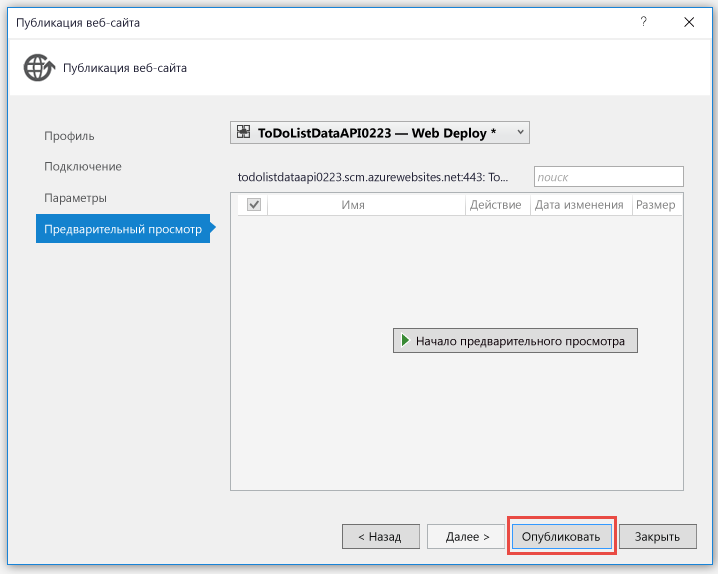 Публикация веб-сайта
?
Публикация веб-сайта
Профиль
Подключение
Параметры
Предварительный просмотр
ToDoListDataAPI0223 — Web Deploy *
todolistdataapi0223.scm.azurewebsites.net:443: To...
поиск
Имя Действие Дата изменения Размер
Начало предварительного просмотра
< Назад Далее > Опубликовать Закрыть